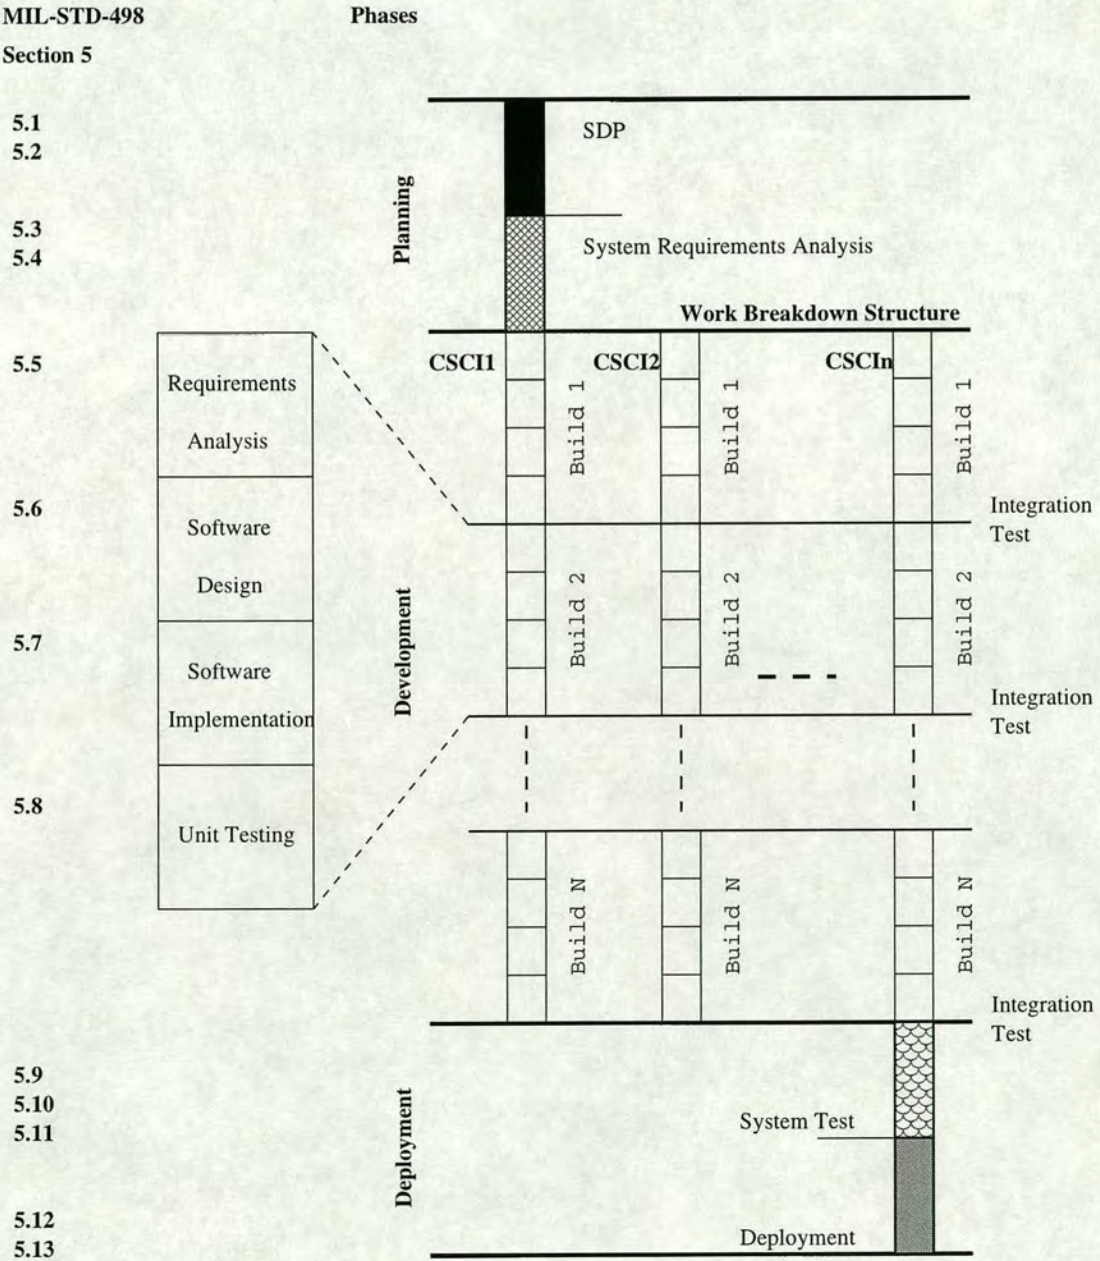 MIL-STD-498
Phases
Section 5
5.1
SDP
5.2
Planning
5.3
System Requirements Analysis
5.4
Work Breakdown Structure
5.5
CSCI1
CSCI2
CSCIn
Requirements
Analysis
Build 1
Build 1
Build 1
5.6
Integration
Test
Software
Design
Development
Build 2
Build 2
Build 2
5.7
Software
Implementation
Integration
Test
5.8
Unit Testing
Build N
Build N
Build N
Integration
Test
5.9
5.10
5.11
System Test
Deployment
5.12
5.13
Deployment